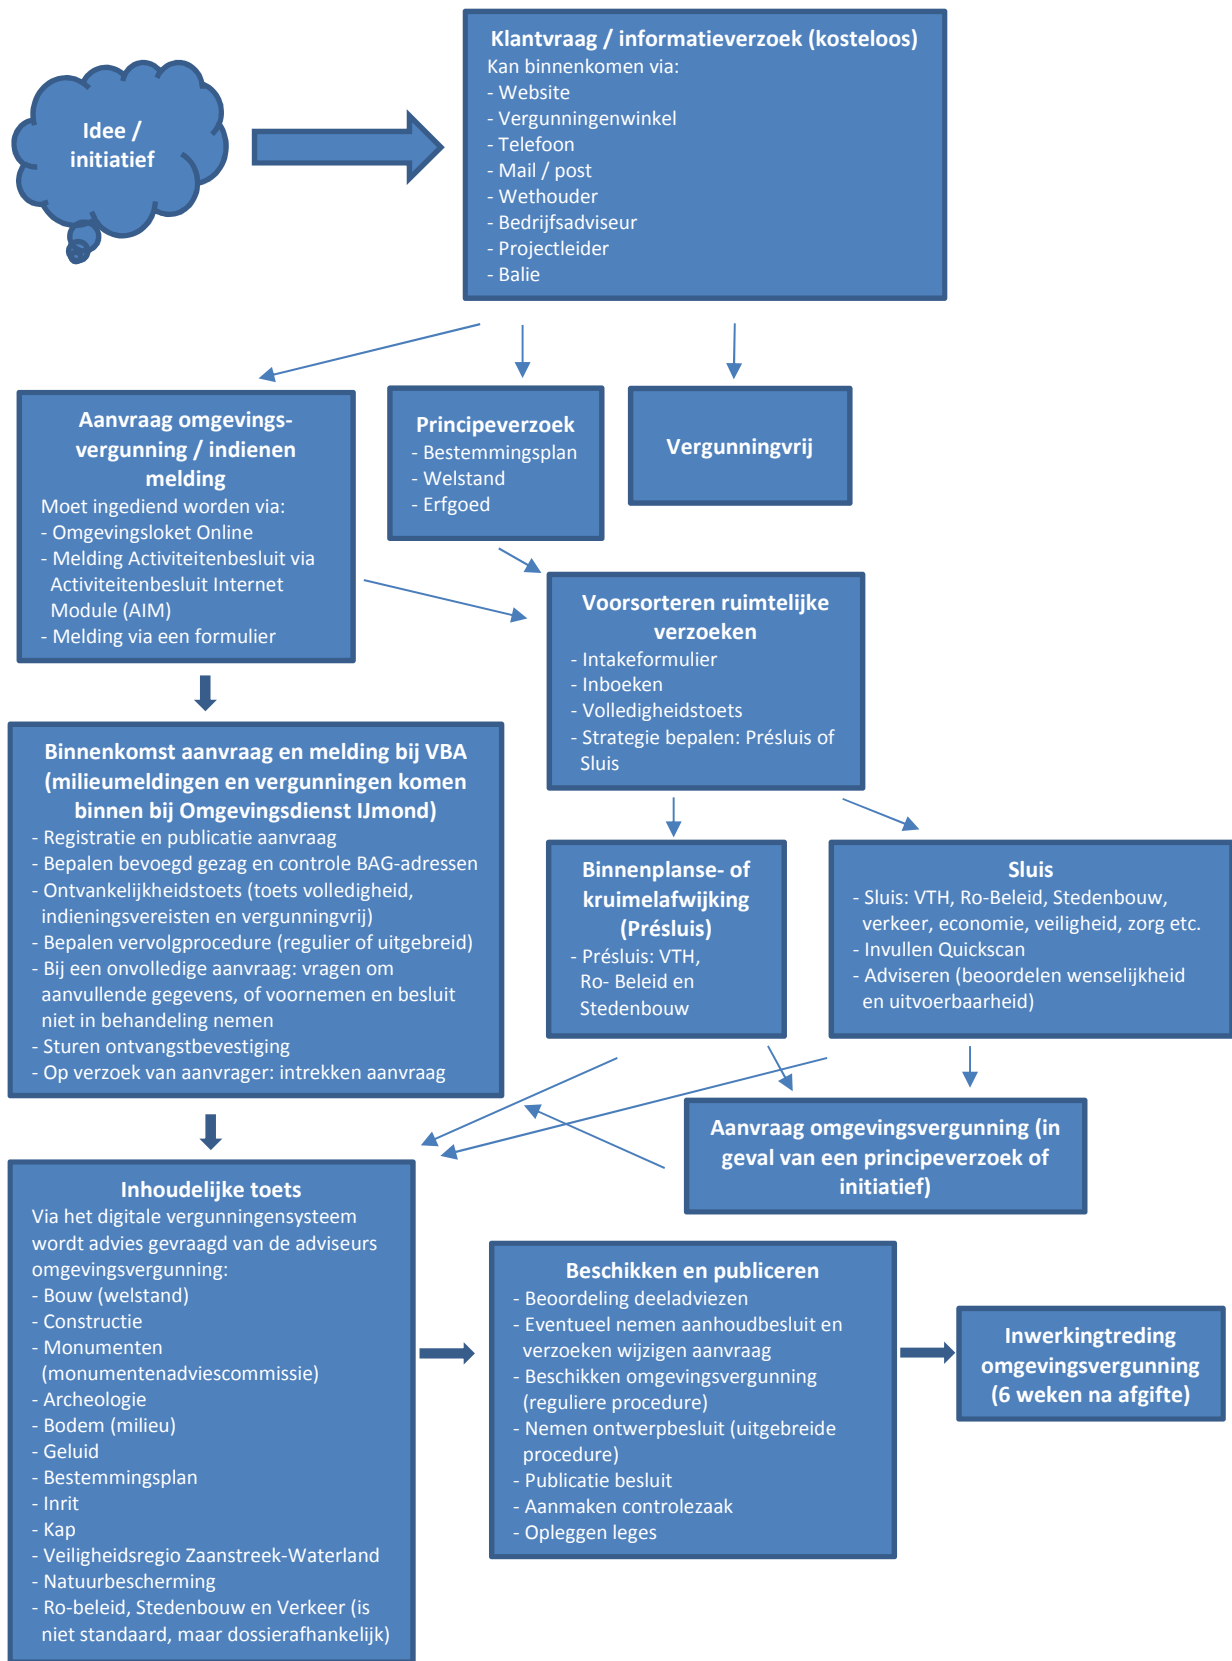 Idee /
initiatief
Klantvraag / informatieverzoek (kosteloos)
Kan binnenkomen via:
- Website
- Vergunningenwinkel
- Telefoon
- Mail / post
- Wethouder
- Bedrijfsadviseur
- Projectleider
- Balie
Aanvraag omgevings-
vergunning / indienen
melding
Moet ingediend worden via:
- Omgevingsloket Online
- Melding Activiteitenbesluit via
Activiteitenbesluit Internet
Module (AIM)
- Melding via een formulier
Principeverzoek
- Bestemmingsplan
- Welstand
- Erfgoed
Vergunningvrij
Voorsorteren ruimtelijke
verzoeken
- Intakeformulier
- Inboeken
- Volledigheidstoets
- Strategie bepalen: Présluis of
Sluis
Binnenkomst aanvraag en melding bij VBA
(milieumeldingen en vergunningen komen
binnen bij Omgevingsdienst IJmond)
- Registratie en publicatie aanvraag
- Bepalen bevoegd gezag en controle BAG-adressen
- Ontvankelijkheidstoets (toets volledigheid,
indieningsvereisten en vergunningvrij)
- Bepalen vervolgprocedure (regulier of uitgebreid)
- Bij een onvolledige aanvraag: vragen om
aanvullende gegevens, of voornemen en besluit
niet in behandeling nemen
- Sturen ontvangstbevestiging
- Op verzoek van aanvrager: intrekken aanvraag
Binnenplanse- of
kruimelafwijking
(Présluis)
- Présluis: VTH,
Ro- Beleid en
Stedenbouw
Sluis
- Sluis: VTH, Ro-Beleid, Stedenbouw,
verkeer, economie, veiligheid, zorg etc.
- Invullen Quickscan
- Adviseren (beoordelen wenselijkheid
en uitvoerbaarheid)
Aanvraag omgevingsvergunning (in
geval van een principeverzoek of
initiatief)
Inhoudelijke toets
Via het digitale vergunningensysteem
wordt advies gevraagd van de adviseurs
omgevingsvergunning:
- Bouw (welstand)
- Constructie
- Monumenten
(monumentenadviescommissie)
- Archeologie
- Bodem (milieu)
- Geluid
- Bestemmingsplan
- Inrit
- Kap
- Veiligheidsregio Zaanstreek-Waterland
- Natuurbescherming
- Ro-beleid, Stedenbouw en Verkeer (is
niet standaard, maar dossierafhankelijk)
Beschikken en publiceren
- Beoordeling deeladviezen
- Eventueel nemen aanhoudbesluit en
verzoeken wijzigen aanvraag
- Beschikken omgevingsvergunning
(reguliere procedure)
- Nemen ontwerpbesluit (uitgebreide
procedure)
- Publicatie besluit
- Aanmaken controlezaak
- Opleggen leges
Inwerkingtreding
omgevingsvergunning
(6 weken na afgifte)